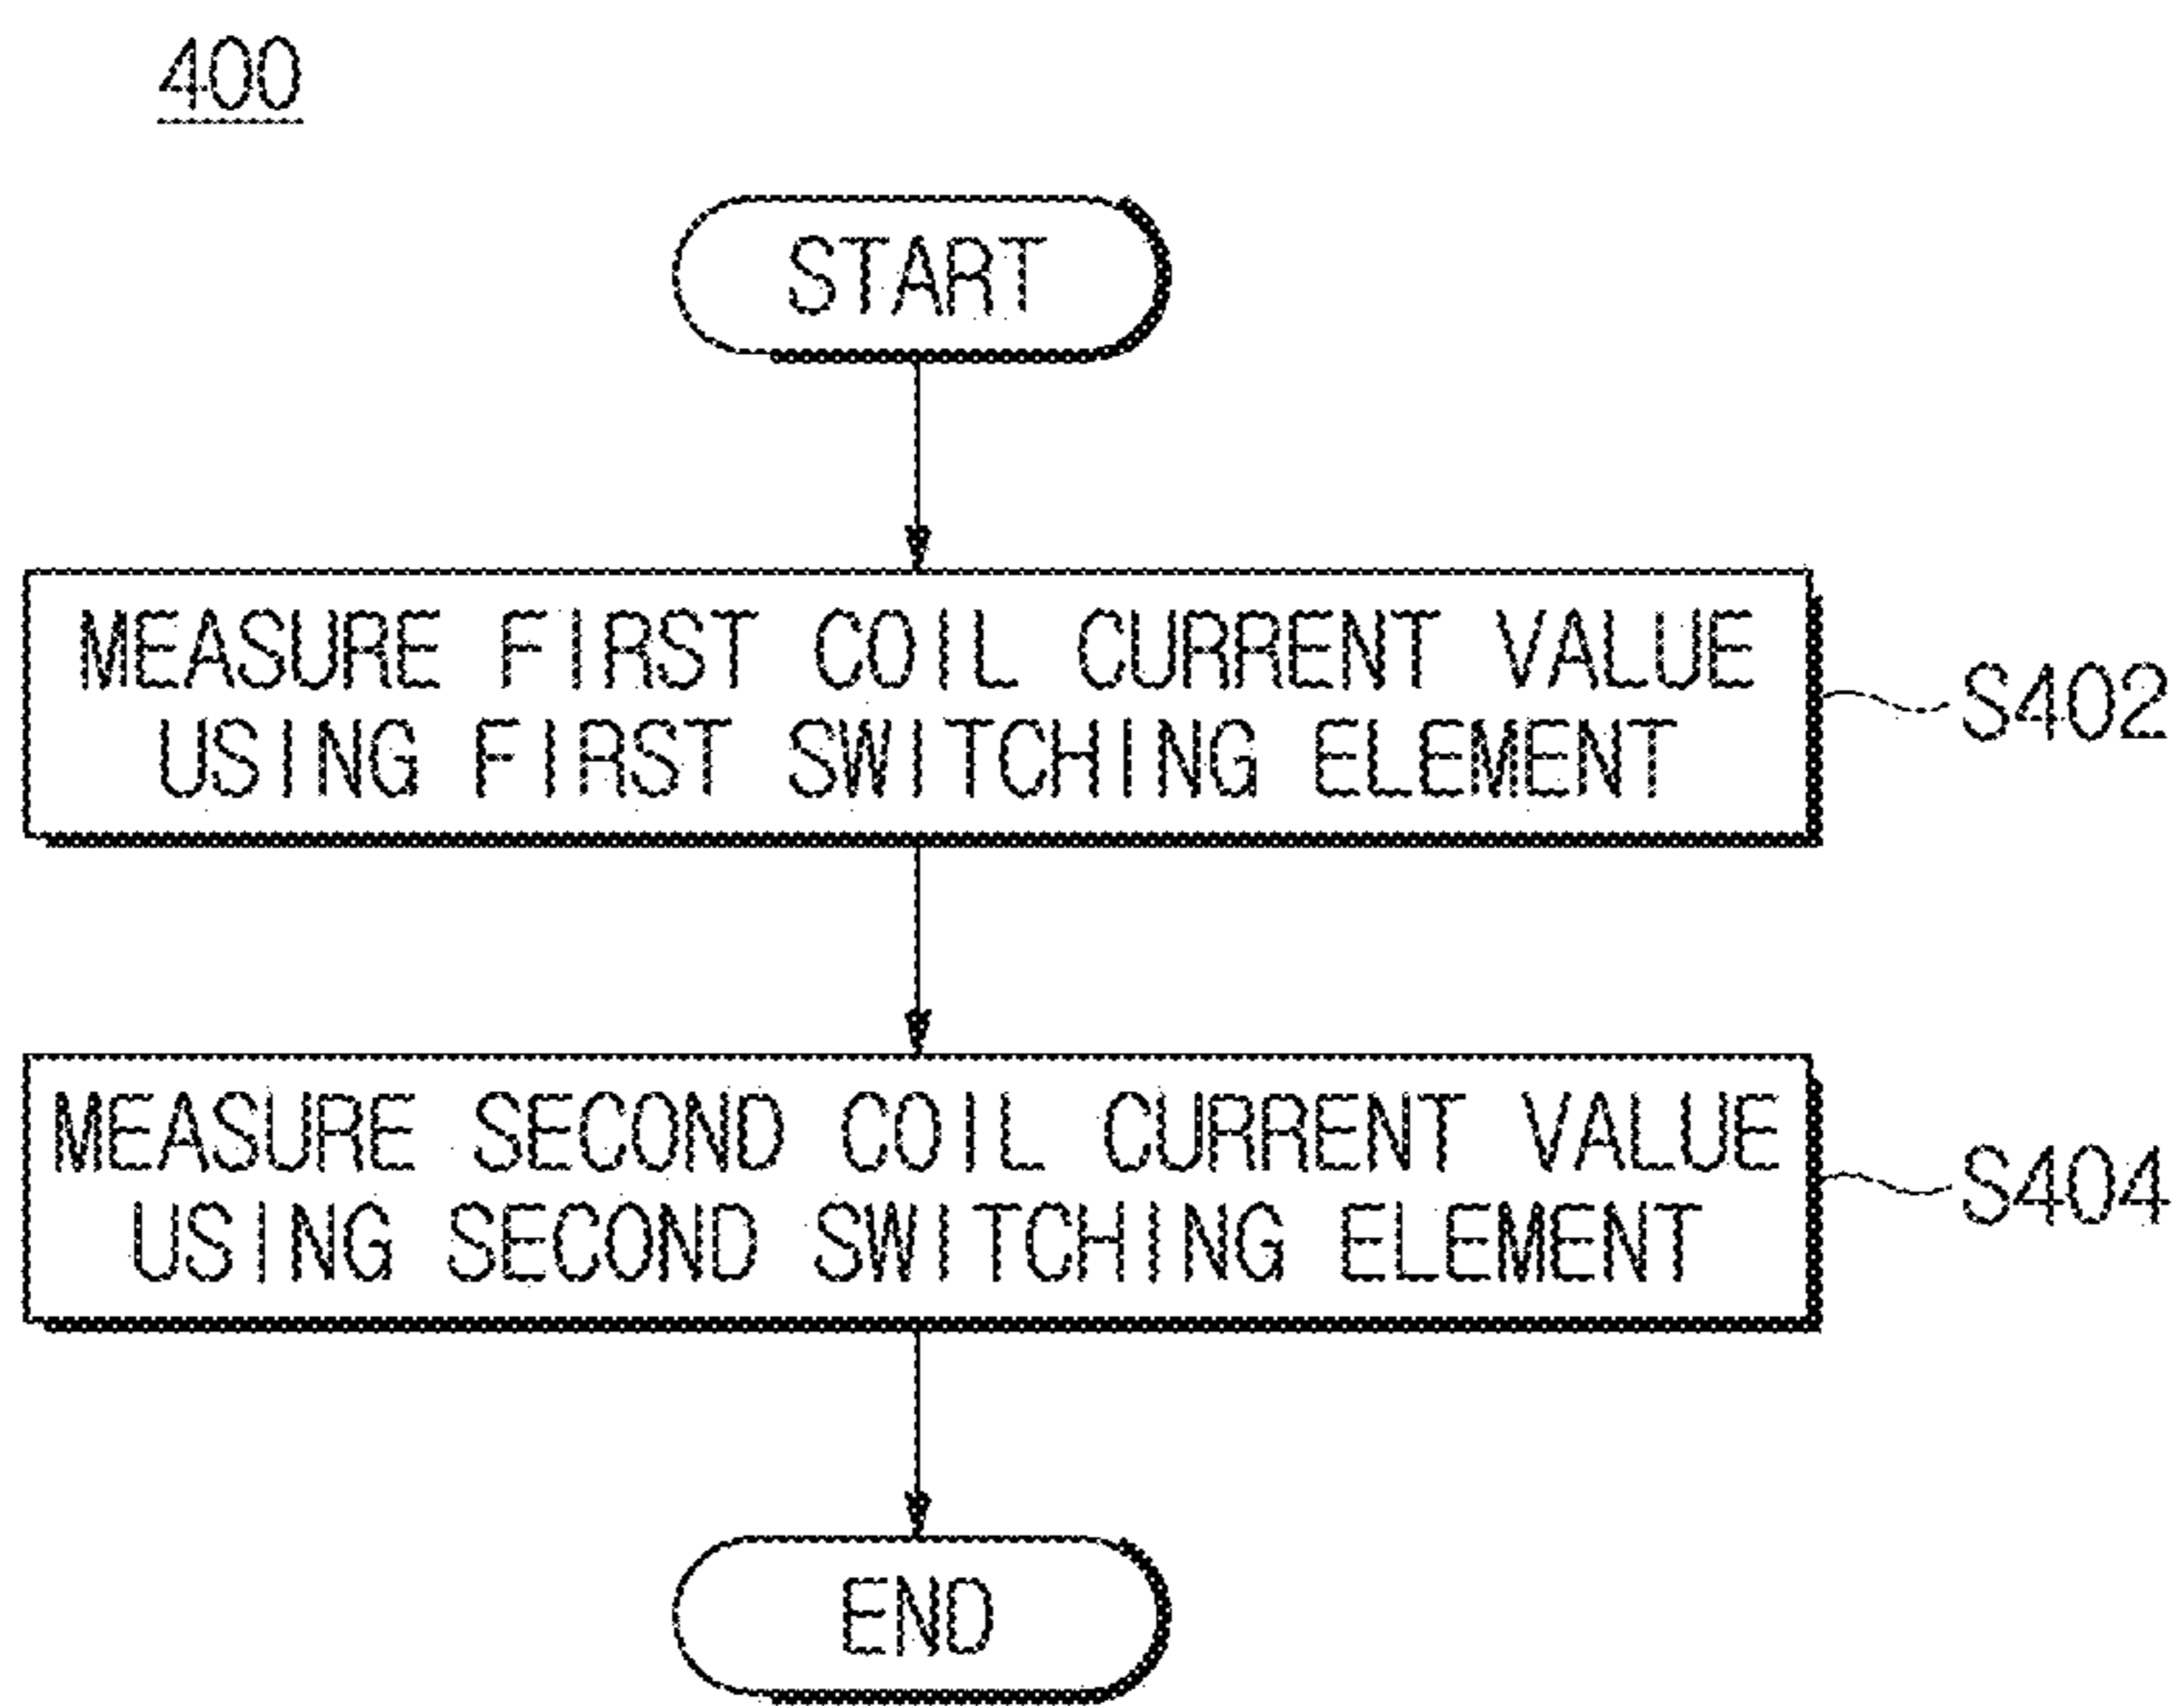 400
START
MEASURE FIRST COIL CURRENT VALUE
USING FIRST SWITCHING ELEMENT
S402
MEASURE SECOND COIL CURRENT VALUE
USING SECOND SWITCHING ELEMENT
S404
END